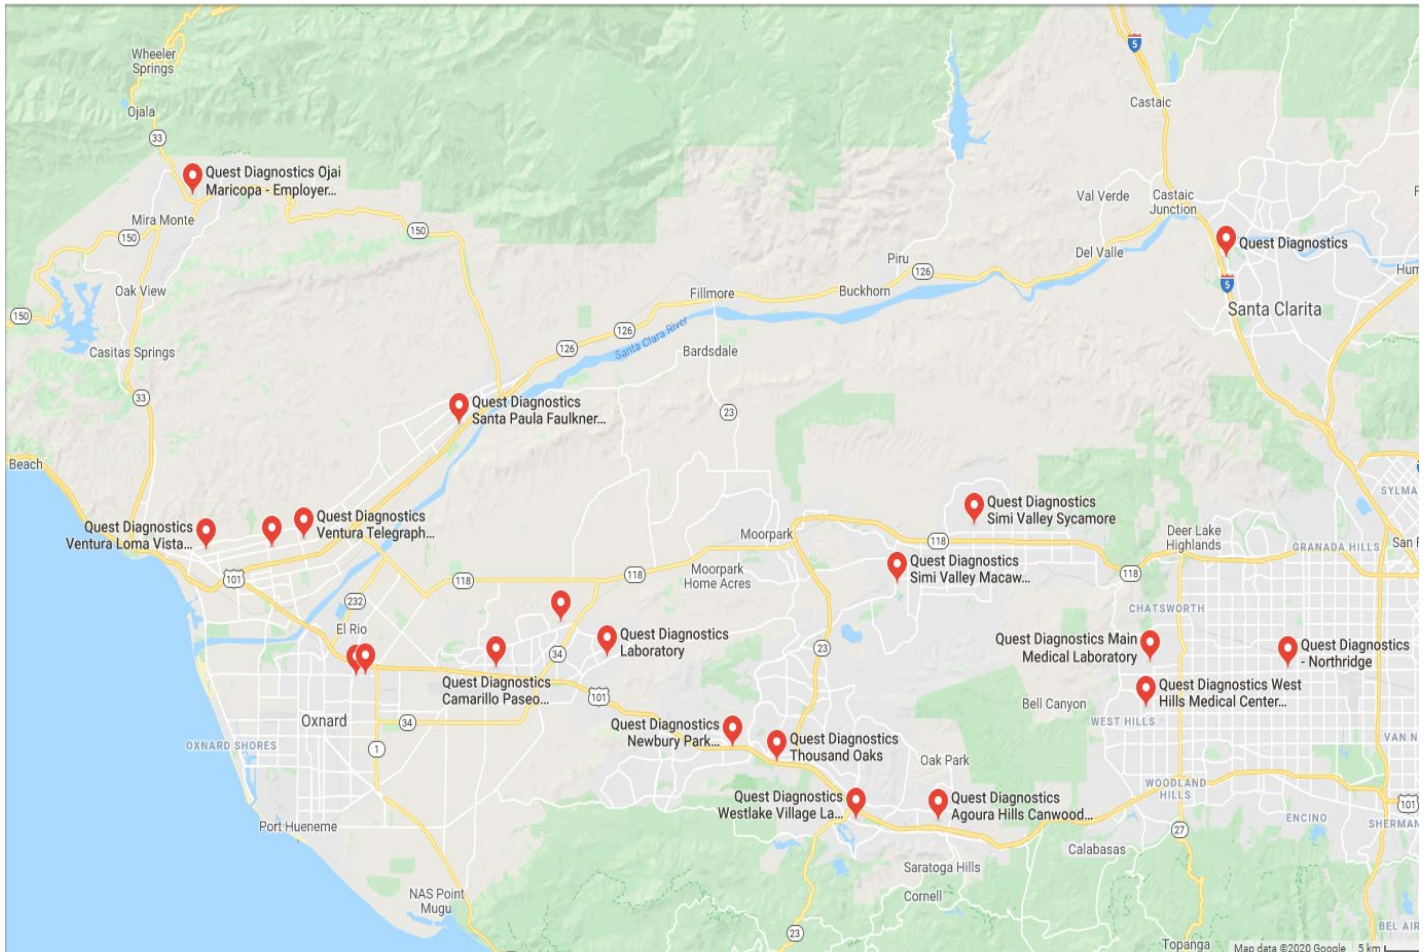 Wheeler
Springs
5
Castaic
Ojala
33
Quest Diagnostics Ojai
Maricopa - Employer...
Val Verde
Castaic
Junction
Mira Monte
150
150
Quest Diagnostics
Del Valle
Piru
126
5
Oak View
Fillmore
Buckhorn
150
Santa Clarita
126
Santa Clara River
126
Casitas Springs
Bardsdale
33
Quest Diagnostics
Santa Paula Faulkner...
23
Beach
Quest Diagnostics
Simi Valley Sycamore
Quest Diagnostics
Ventura Loma Vista...
Quest Diagnostics
Ventura Telegraph...
Moorpark
118
Deer Lake
Highlands
GRANADA HILLS
Quest Diagnostics
Simi Valley Macaw...
Moorpark
Home Acres
101
118
118
118
232
CHATSWORTH
El Rio
Quest Diagnostics
Laboratory
34
23
Quest Diagnostics Main
Medical Laboratory
Quest Diagnostics
- Northridge
Quest Diagnostics
Camarillo Paseo...
101
Quest Diagnostics West
Hills Medical Center...
Bell Canyon
WEST HILLS
Oxnard
34
Quest Diagnostics
Newbury Park...
OXNARD SHORES
1
Quest Diagnostics
Thousand Oaks
Oak Park
VAN N
WOODLAND
HILLS
Quest Diagnostics
Westlake Village La...
Quest Diagnostics
Agoura Hills Canwood...
101
Port Hueneme
ENCINO
SHERMAN
27
Calabasas
Saratoga Hills
NAS Point
Mugu
Cornell
23
BEL AIR
Topanga
Map data ©2020 Google
5 km